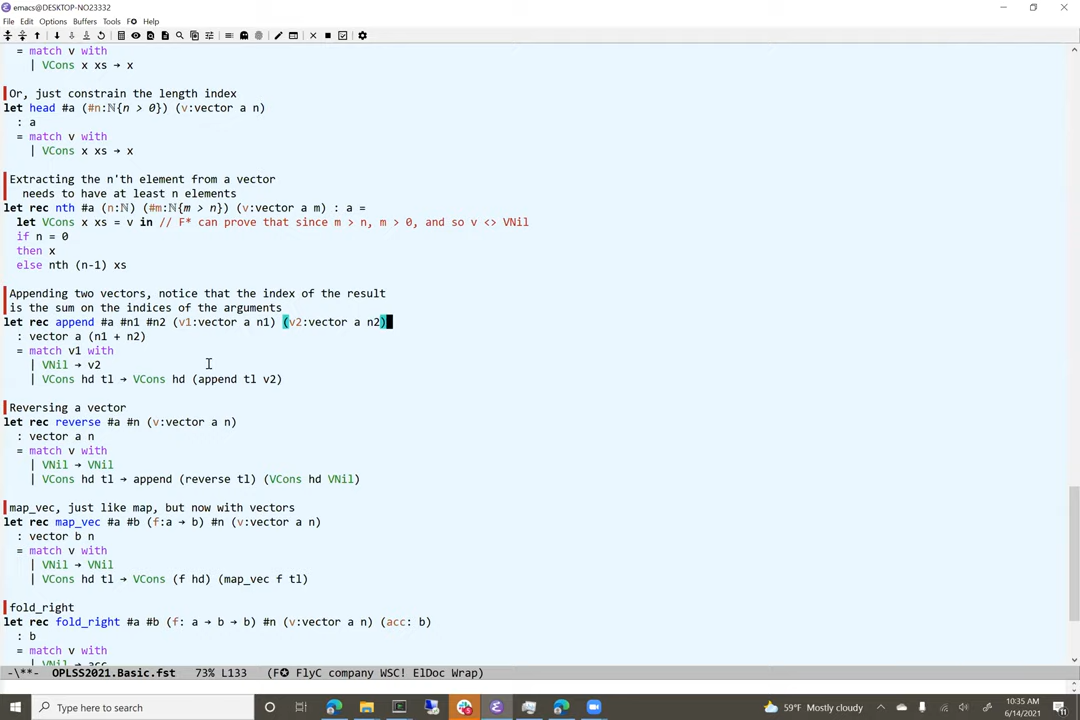 emacs@DESKTOP-NO23332
File Edit Options Buffers Tools F✪ Help
= match v with
| VCons x xs → x
Or, just constrain the length index
let head #a (#n:ℕ{n > 0}) (v:vector a n)
: a
= match v with
| VCons x xs → x
Extracting the n'th element from a vector
needs to have at least n elements
let rec nth #a (n:ℕ) (#m:ℕ{m > n}) (v:vector a m) : a =
let VCons x xs = v in // F* can prove that since m > n, m > 0, and so v <> VNil
if n = 0
then x
else nth (n-1) xs
Appending two vectors, notice that the index of the result
is the sum on the indices of the arguments
let rec append #a #n1 #n2 (v1:vector a n1) (v2:vector a n2)
: vector a (n1 + n2)
= match v1 with
| VNil → v2
| VCons hd tl → VCons hd (append tl v2)
Reversing a vector
let rec reverse #a #n (v:vector a n)
: vector a n
= match v with
| VNil → VNil
| VCons hd tl → append (reverse tl) (VCons hd VNil)
map_vec, just like map, but now with vectors
let rec map_vec #a #b (f:a → b) #n (v:vector a n)
: vector b n
= match v with
| VNil → VNil
| VCons hd tl → VCons (f hd) (map_vec f tl)
fold_right
let rec fold_right #a #b (f: a → b → b) #n (v:vector a n) (acc: b)
: b
= match v with
| VNil → acc
-\**- OPLSS2021.Basic.fst 73% L133 (F✪ FlyC company WSC! ElDoc Wrap)
Type here to search
59°F Mostly cloudy
10:35 AM
6/14/2021